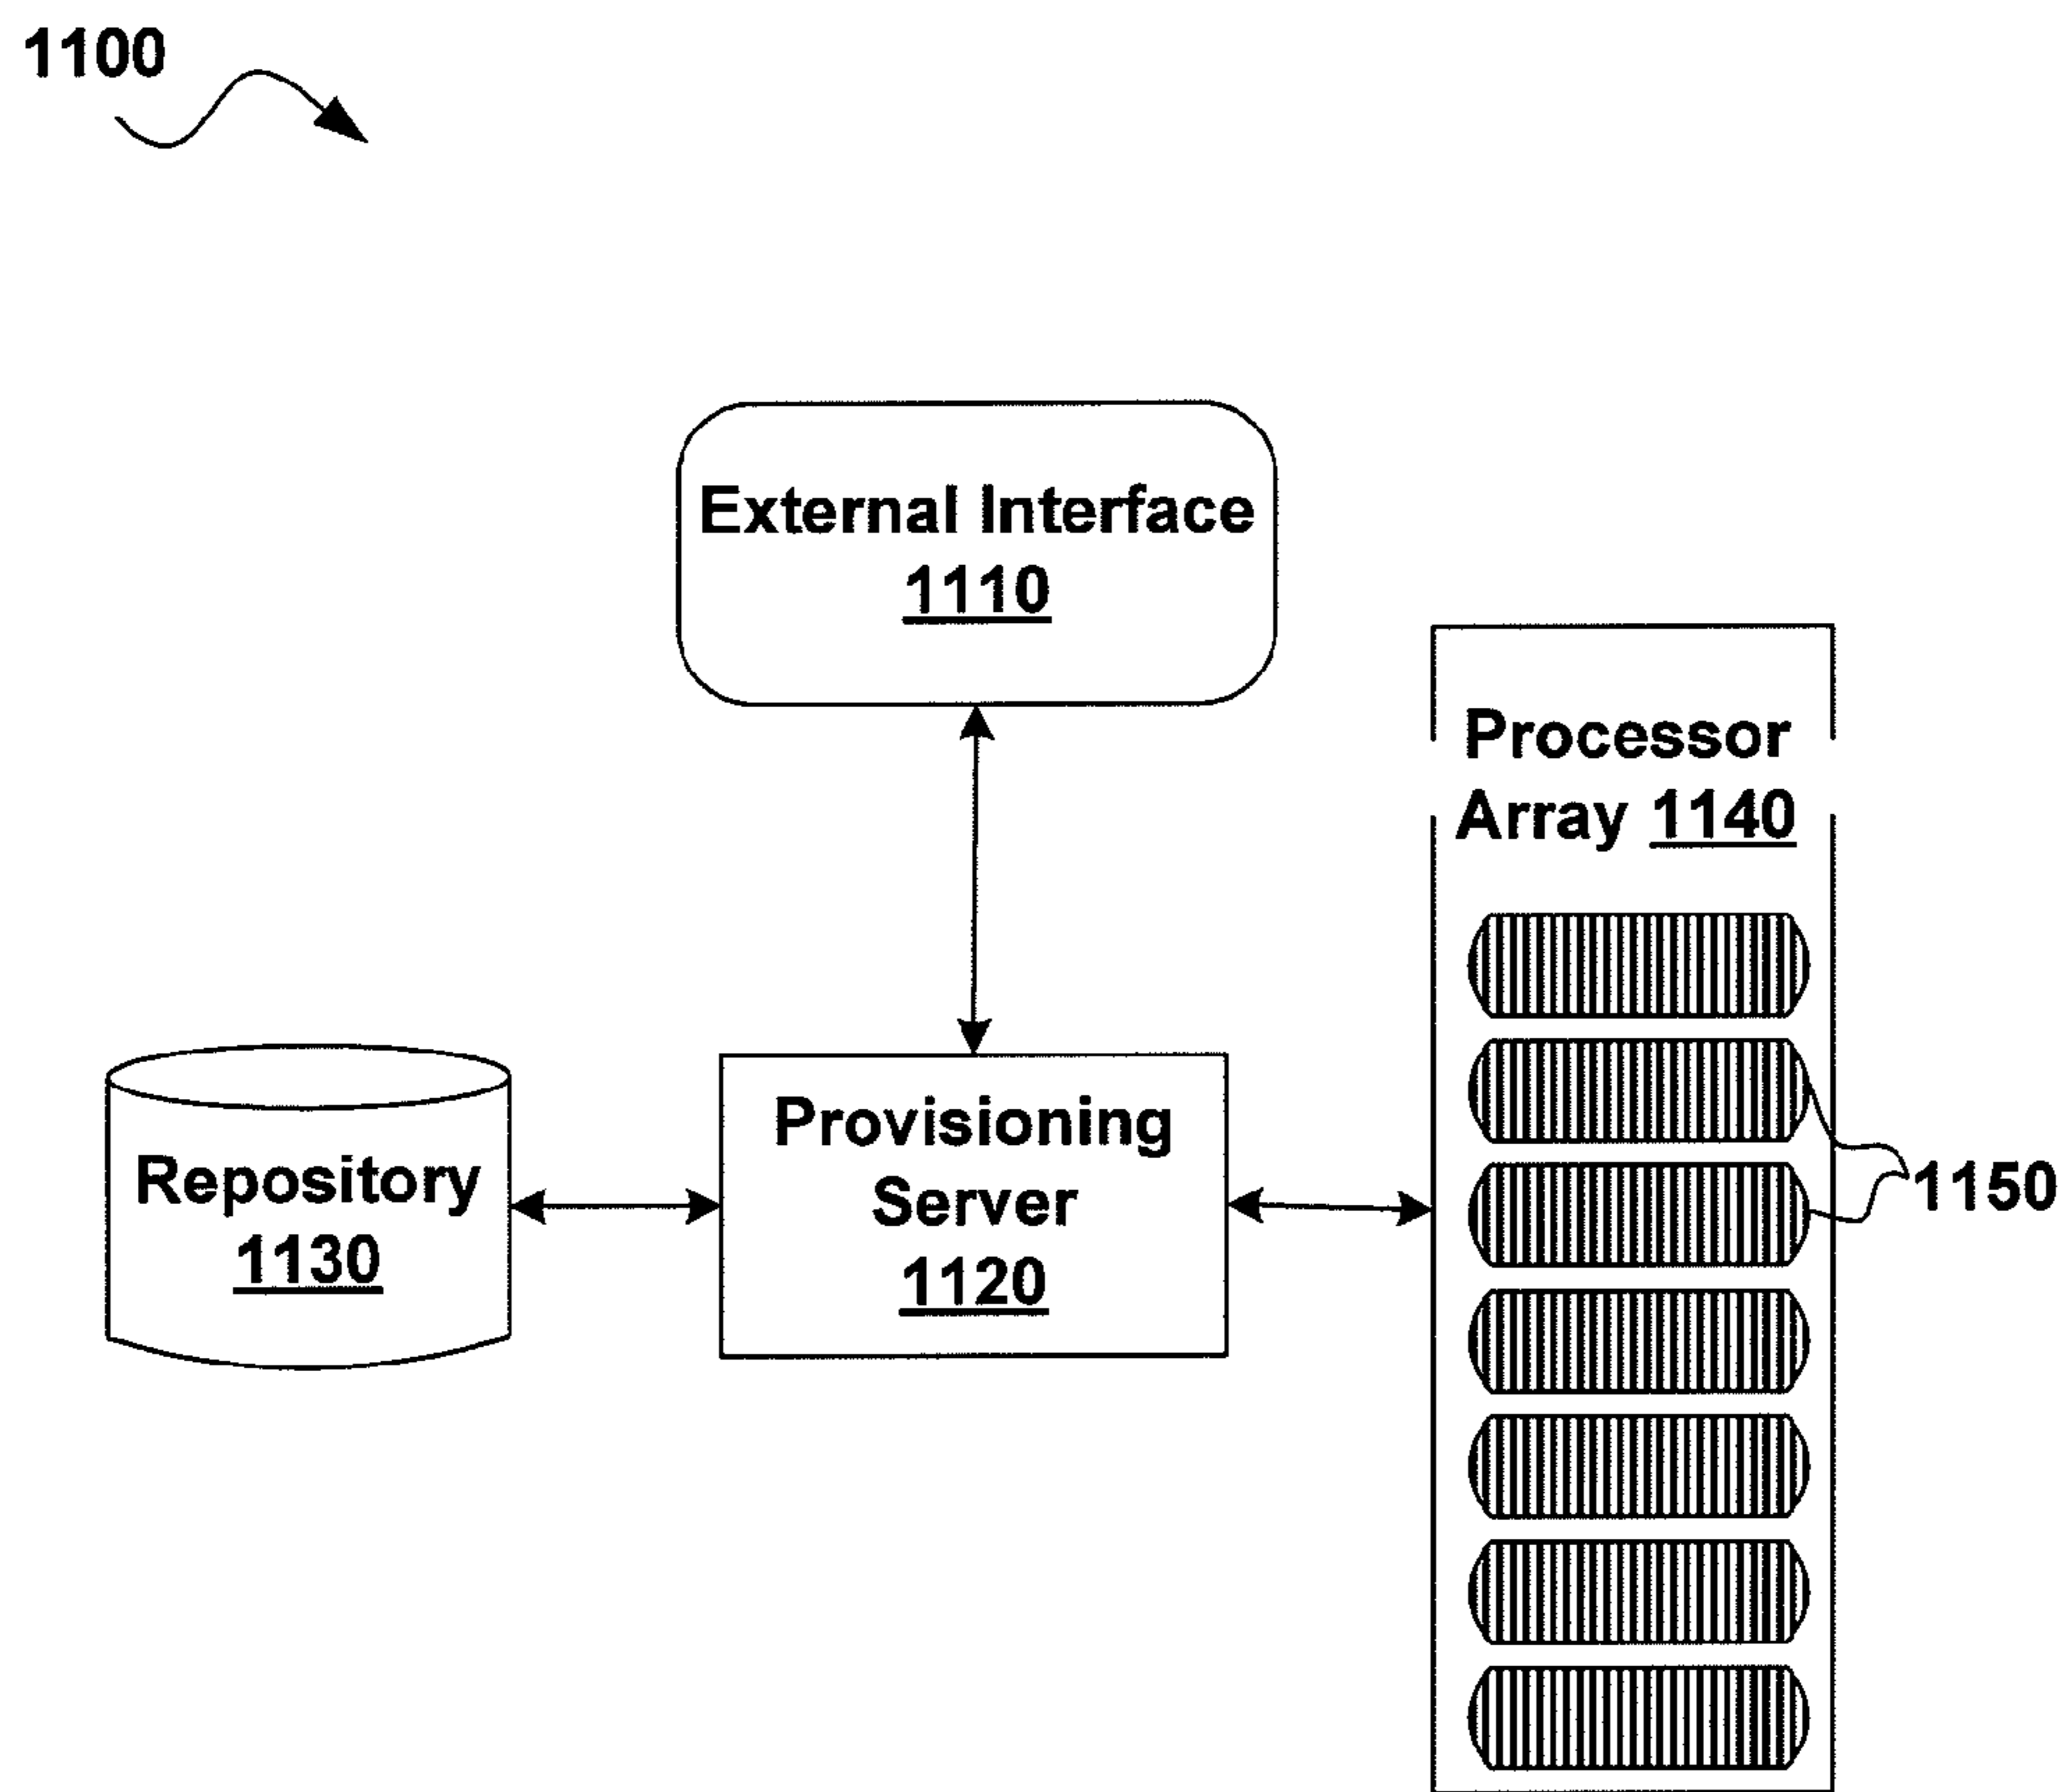 1100
External Interface
1110
Processor
Array 1140
Repository
1130
Provisioning
Server
1120
1150